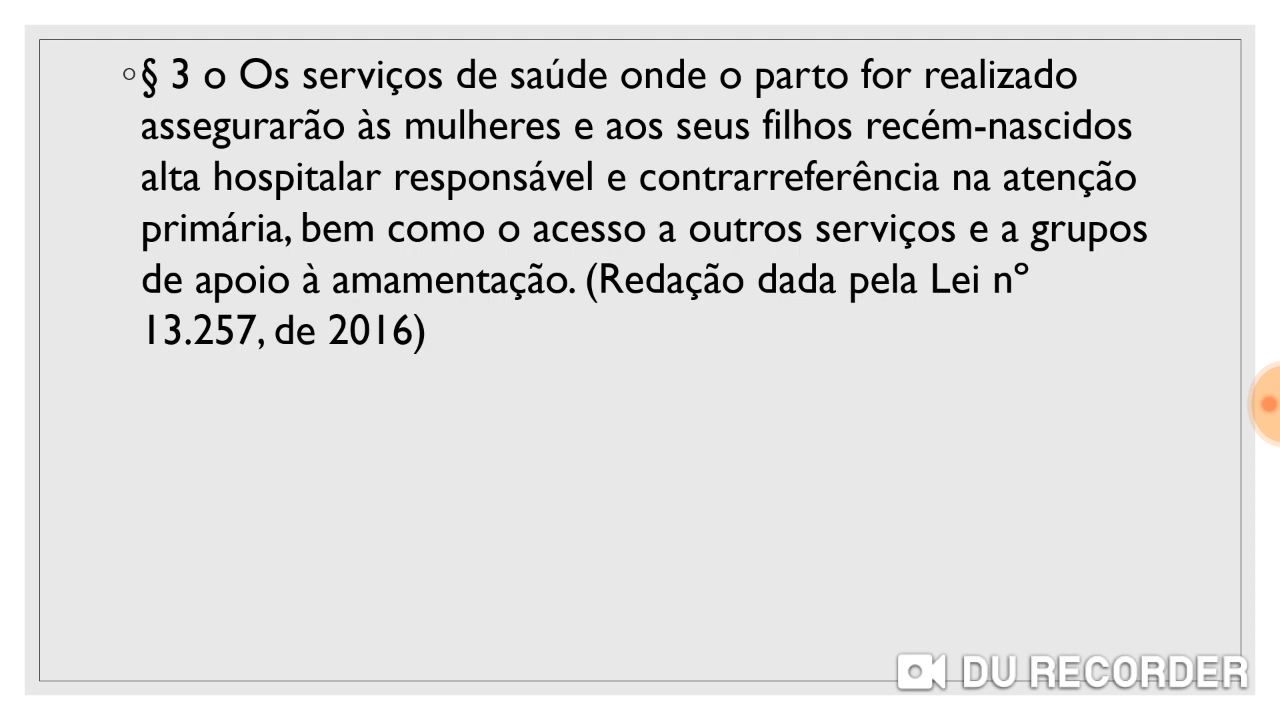 ◦§ 3 o Os serviços de saúde onde o parto for realizado
assegurarão às mulheres e aos seus filhos recém-nascidos
alta hospitalar responsável e contrarreferência na atenção
primária, bem como o acesso a outros serviços e a grupos
de apoio à amamentação. (Redação dada pela Lei nº
13.257, de 2016)
DU RECORDER